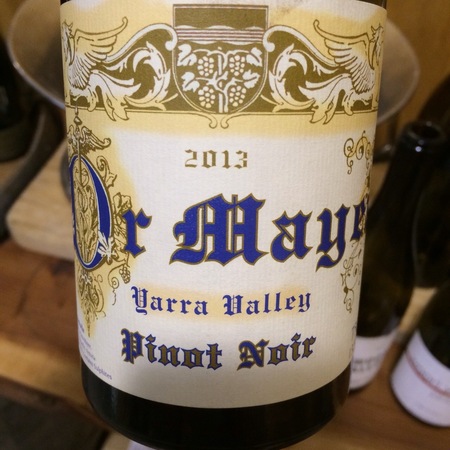 2013
Dr Maye
Yarra Valley
Pinot Noir